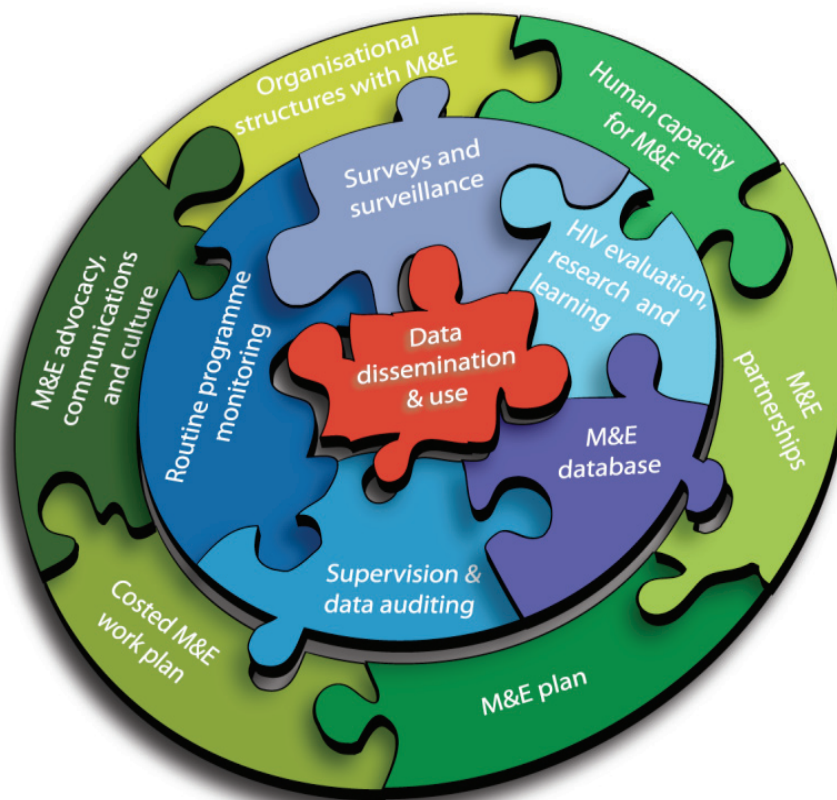 Organisational
structures with M&E
Human capacity
for M&E
M&E
partnerships
M&E plan
Costed M&E
work plan
M&E advocacy,
communications
and culture
Surveys and
surveillance
HIV evaluation,
research and
learning
M&E
database
Supervision &
data auditing
Routine programme
monitoring
Data
dissemination
& use